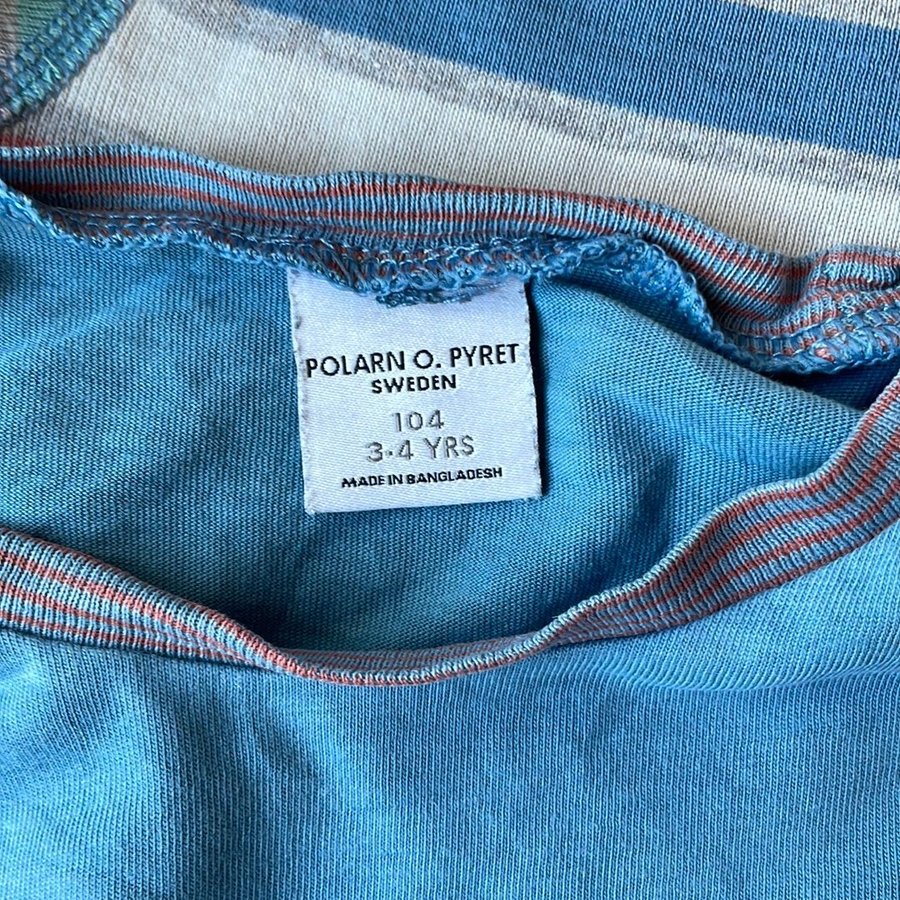 POLARN O. PYRET
SWEDEN
104
3-4 YRS
MADE IN BANGLADESH